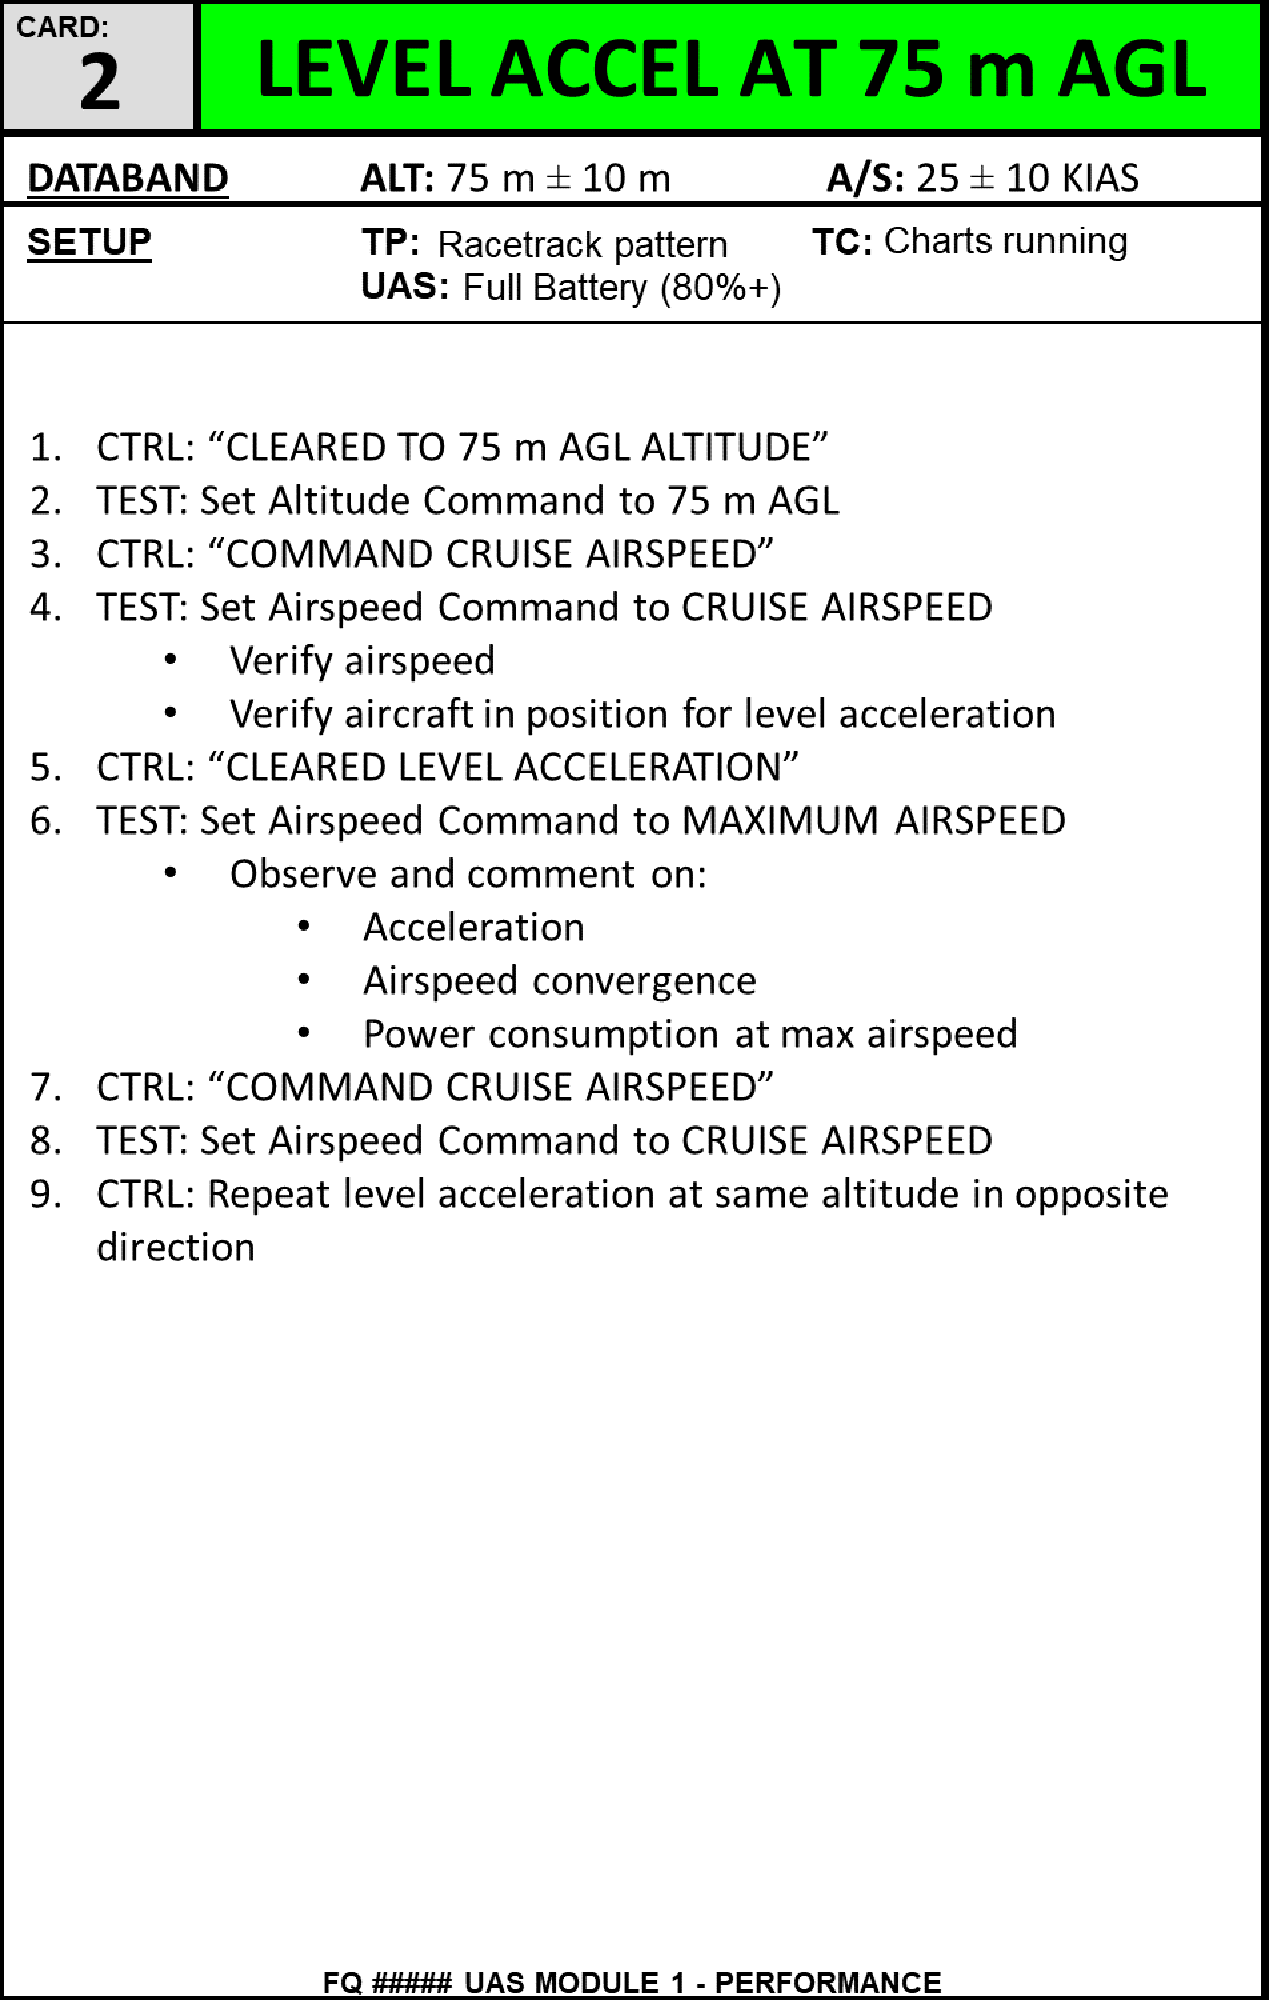 CARD:
2
LEVEL ACCEL AT 75 m AGL
DATABAND ALT: 75 m ± 10 m A/S: 25 ± 10 KIAS
SETUP TP: Racetrack pattern TC: Charts running
UAS: Full Battery (80%+)
1. CTRL: “CLEARED TO 75 m AGL ALTITUDE”
2. TEST: Set Altitude Command to 75 m AGL
3. CTRL: “COMMAND CRUISE AIRSPEED”
4. TEST: Set Airspeed Command to CRUISE AIRSPEED
• Verify airspeed
• Verify aircraft in position for level acceleration
5. CTRL: “CLEARED LEVEL ACCELERATION”
6. TEST: Set Airspeed Command to MAXIMUM AIRSPEED
• Observe and comment on:
• Acceleration
• Airspeed convergence
• Power consumption at max airspeed
7. CTRL: “COMMAND CRUISE AIRSPEED”
8. TEST: Set Airspeed Command to CRUISE AIRSPEED
9. CTRL: Repeat level acceleration at same altitude in opposite
direction
FQ ##### UAS MODULE 1 - PERFORMANCE